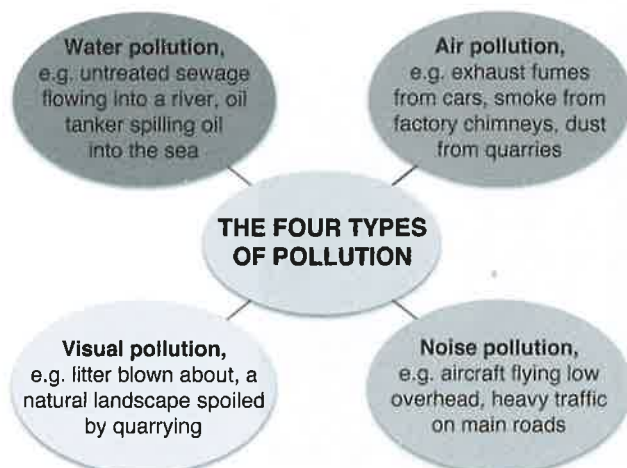 Water pollution,
e.g. untreated sewage
flowing into a river, oil
tanker spilling oil
into the sea
Air pollution,
e.g. exhaust fumes
from cars, smoke from
factory chimneys, dust
from quarries
THE FOUR TYPES
OF POLLUTION
Visual pollution,
e.g. litter blown about, a
natural landscape spoiled
by quarrying
Noise pollution,
e.g. aircraft flying low
overhead, heavy traffic
on main roads